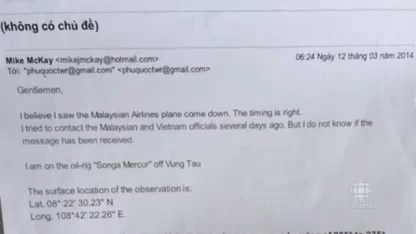 (không có chủ đề)
Mike McKay <mikejmckay@hotmail.com> 06:24 Ngày 12 tháng 03 năm 2014
Tới: "phuquoctwr@gmail.com" <phuquoctwr@gmail.com>
Gentlemen,
I believe I saw the Malaysian Airlines plane come down. The timing is right.
I tried to contact the Malaysian and Vietnam officials several days ago. But I do not know if the
message has been received.
I am on the oil-rig "Songa Mercur" off Vung Tau
The surface location of the observation is:
Lat. 08° 22' 30.23" N
Long. 108°42' 22.26" E.